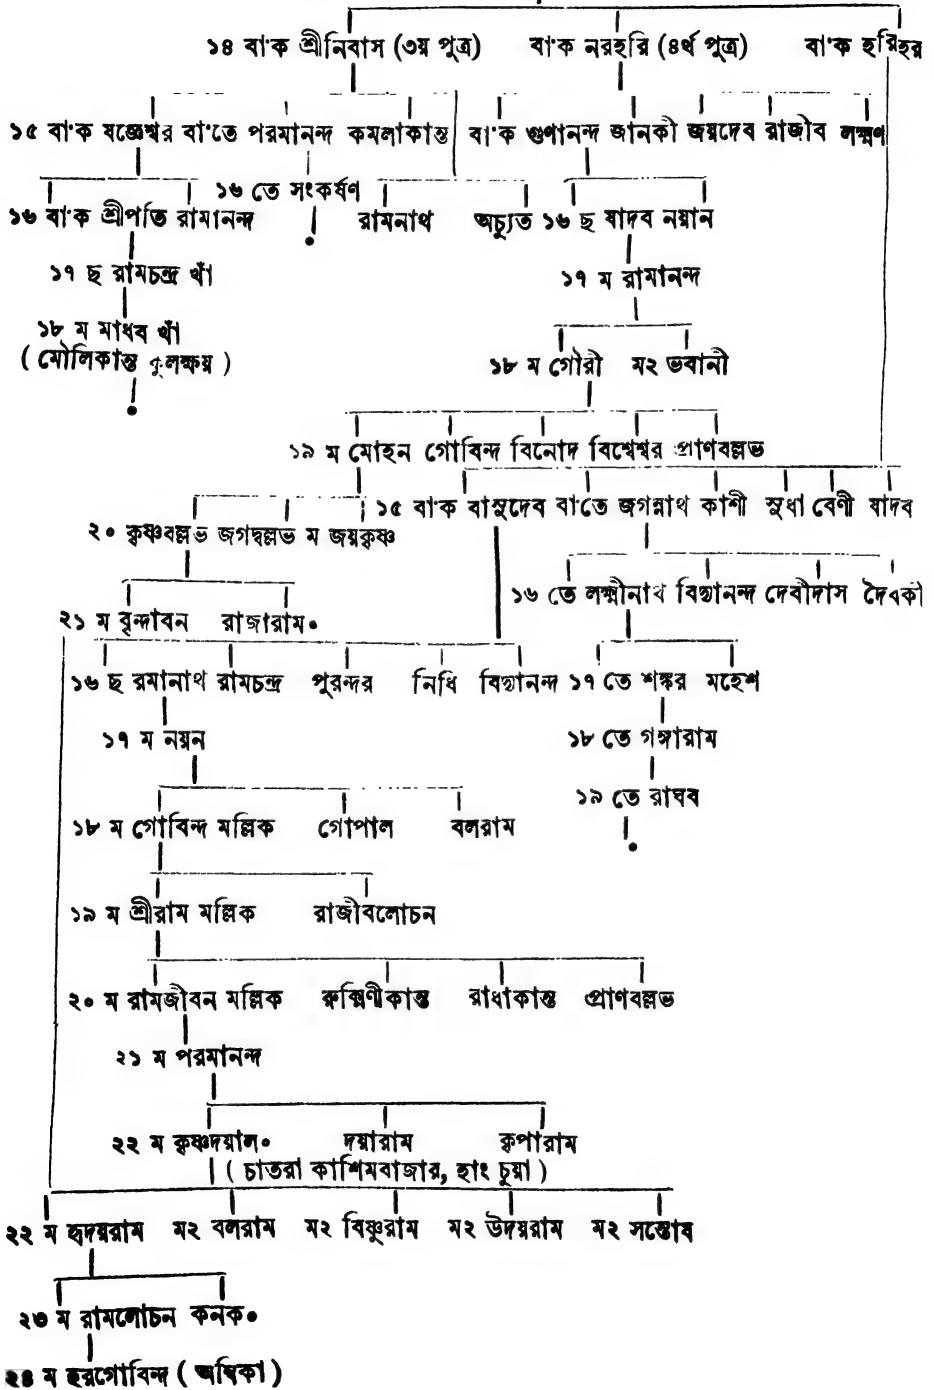 ১৪ বা'ক শ্রীনিবাস (৩য় পুত্র) বা'ক নরহরি (৪র্থ পুত্র) বা'ক হরিহর
১৫ বা'ক যজ্ঞেশ্বর বা'তে পরমানন্দ কমলাকান্ত বা'ক গুণানন্দ জানকী জয়দেব রাজীব লক্ষ্মণ
১৬ তে সংকর্ষণ
১৬ বা'ক শ্রীপতি রামানন্দ রামনাথ অচ্যুত ১৬ ছ যাদব নয়ান
১৭ ছ রামচন্দ্র খাঁ ১৭ ম রামানন্দ
১৮ ম মাধব খাঁ
(মৌলিকান্ত কুলক্ষয়) ১৮ ম গৌরী ম২ ভবানী
১৯ ম মোহন গোবিন্দ বিনোদ বিশ্বেশ্বর প্রাণবল্লভ
১৫ বা'ক বাসুদেব বা'তে জগন্নাথ কাশী সুধা বেণী যাদব
২০ কৃষ্ণবল্লভ জগদ্বল্লভ ম জয়কৃষ্ণ
১৬ তে লক্ষ্মীনাথ বিদ্যানন্দ দেবীদাস দৈবকী
২১ ম বৃন্দাবন রাজারাম•
১৬ ছ রমানাথ রামচন্দ্র পুরন্দর নিধি বিদ্যানন্দ ১৭ তে শঙ্কর মহেশ
১৭ ম নয়ন ১৮ তে গঙ্গারাম
১৯ তে রাঘব
১৮ ম গোবিন্দ মল্লিক গোপাল বলরাম
১৯ ম শ্রীরাম মল্লিক রাজীবলোচন
২০ ম রামজীবন মল্লিক রুক্মিণীকান্ত রাধাকান্ত প্রাণবল্লভ
২১ ম পরমানন্দ
২২ ম কৃষ্ণদয়াল• দয়ারাম কৃপারাম
(চাতরা কাশিমবাজার, হাং চুয়া)
২২ ম হৃদয়রাম ম২ বলরাম ম২ বিষ্ণুরাম ম২ উদয়রাম ম২ সন্তোষ
২৩ ম রামলোচন কনক•
২৪ ম হরগোবিন্দ (অম্বিকা)